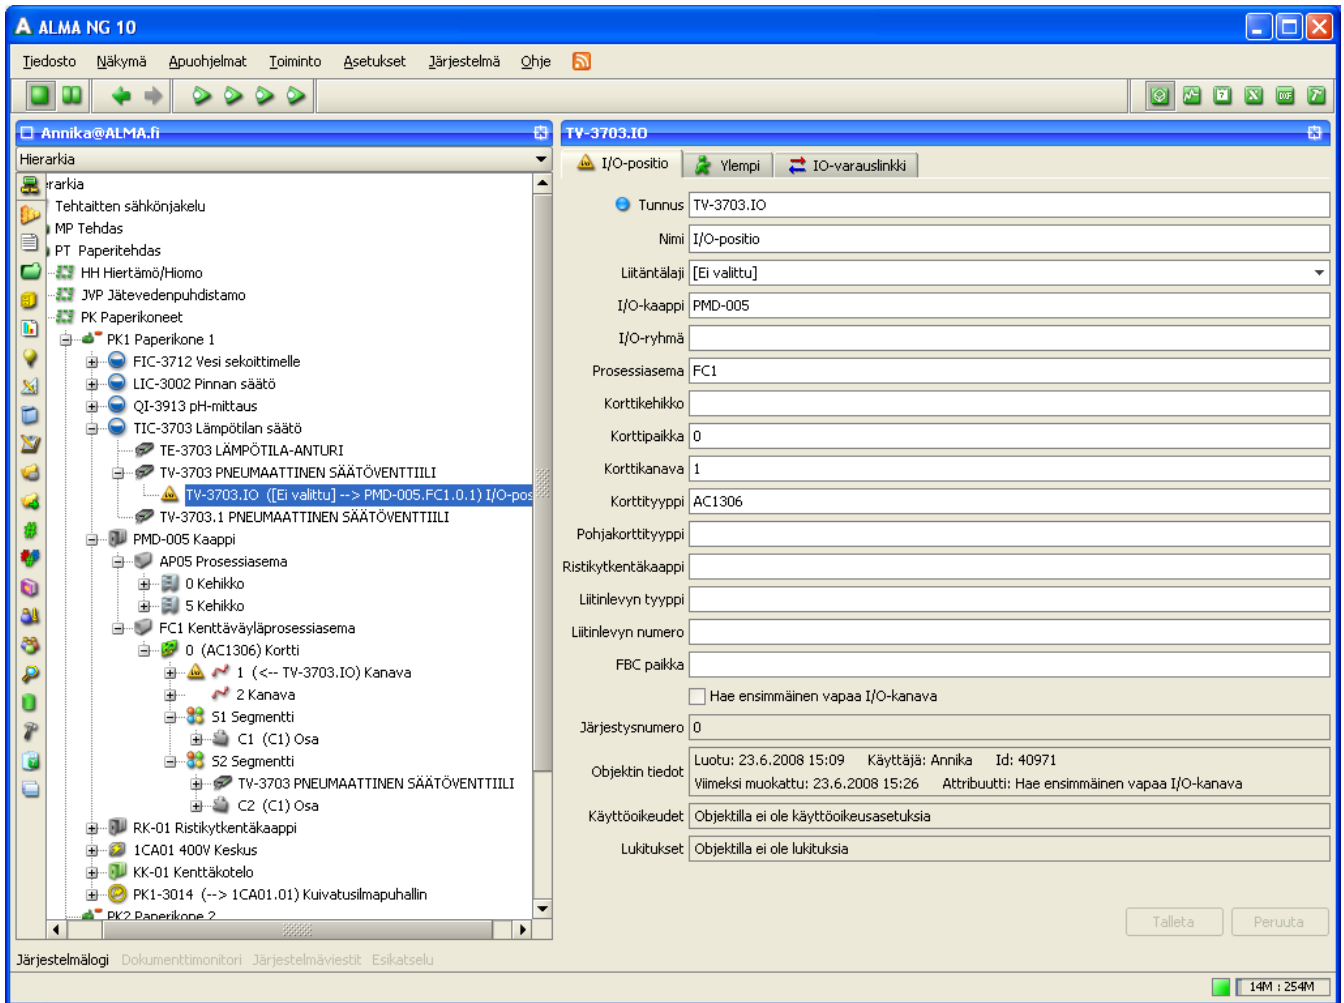 ALMA NG 10
Tiedosto Näkymä Apuohjelmat Toiminto Asetukset Järjestelmä Ohje
Annika@ALMA.fi
Hierarkia
rarkia
Tehtaitten sähkönjakelu
MP Tehdas
PT Paperitehdas
HH Hiertämö/Hiomo
JVP Jätevedenpuhdistamo
PK Paperikoneet
PK1 Paperikone 1
FIC-3712 Vesi sekoittimelle
LIC-3002 Pinnan säätö
QI-3913 pH-mittaus
TIC-3703 Lämpötilan säätö
TE-3703 LÄMPÖTILA-ANTURI
TV-3703 PNEUMAATTINEN SÄÄTÖVENTTIILI
TV-3703.IO ([Ei valittu] --> PMD-005.FC1.0.1) I/O-pos
TV-3703.1 PNEUMAATTINEN SÄÄTÖVENTTIILI
PMD-005 Kaappi
AP05 Prosessiasema
0 Kehikko
5 Kehikko
FC1 Kenttäväyläprosessiasema
0 (AC1306) Kortti
1 (<-- TV-3703.IO) Kanava
2 Kanava
S1 Segmentti
C1 (C1) Osa
S2 Segmentti
TV-3703 PNEUMAATTINEN SÄÄTÖVENTTIILI
C2 (C1) Osa
RK-01 Ristikytkentäkaappi
1CA01 400V Keskus
KK-01 Kenttäkotelo
PK1-3014 (--> 1CA01.01) Kuivatusilmapuhallin
PK2 Paperikone 2
TV-3703.IO
I/O-positio Ylempi IO-varauslinkki
Tunnus TV-3703.IO
Nimi I/O-positio
Liitäntälaji [Ei valittu]
I/O-kaappi PMD-005
I/O-ryhmä
Prosessiasema FC1
Korttikehikko
Korttipaikka 0
Korttikanava 1
Korttityyppi AC1306
Pohjakorttityyppi
Ristikytkentäkaappi
Liitinlevyn tyyppi
Liitinlevyn numero
FBC paikka
Hae ensimmäinen vapaa I/O-kanava
Järjestysnumero 0
Objektin tiedot Luotu: 23.6.2008 15:09 Käyttäjä: Annika Id: 40971
Viimeksi muokattu: 23.6.2008 15:26 Attribuutti: Hae ensimmäinen vapaa I/O-kanava
Käyttöoikeudet Objektilla ei ole käyttöoikeusasetuksia
Lukitukset Objektilla ei ole lukituksia
Talleta Peruuta
Järjestelmälogi Dokumenttimonitori Järjestelmäviestit Esikatselu
14M : 254M